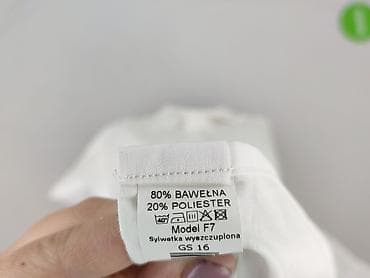 80% BAWEŁNA
20% POLIESTER
Model F7
Sylwetka wyszczuplona
GS 16